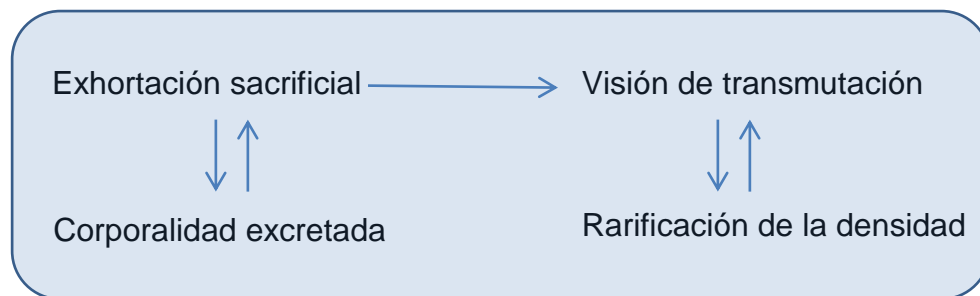 Exhortación sacrificial
Visión de transmutación
Corporalidad excretada
Rarificación de la densidad